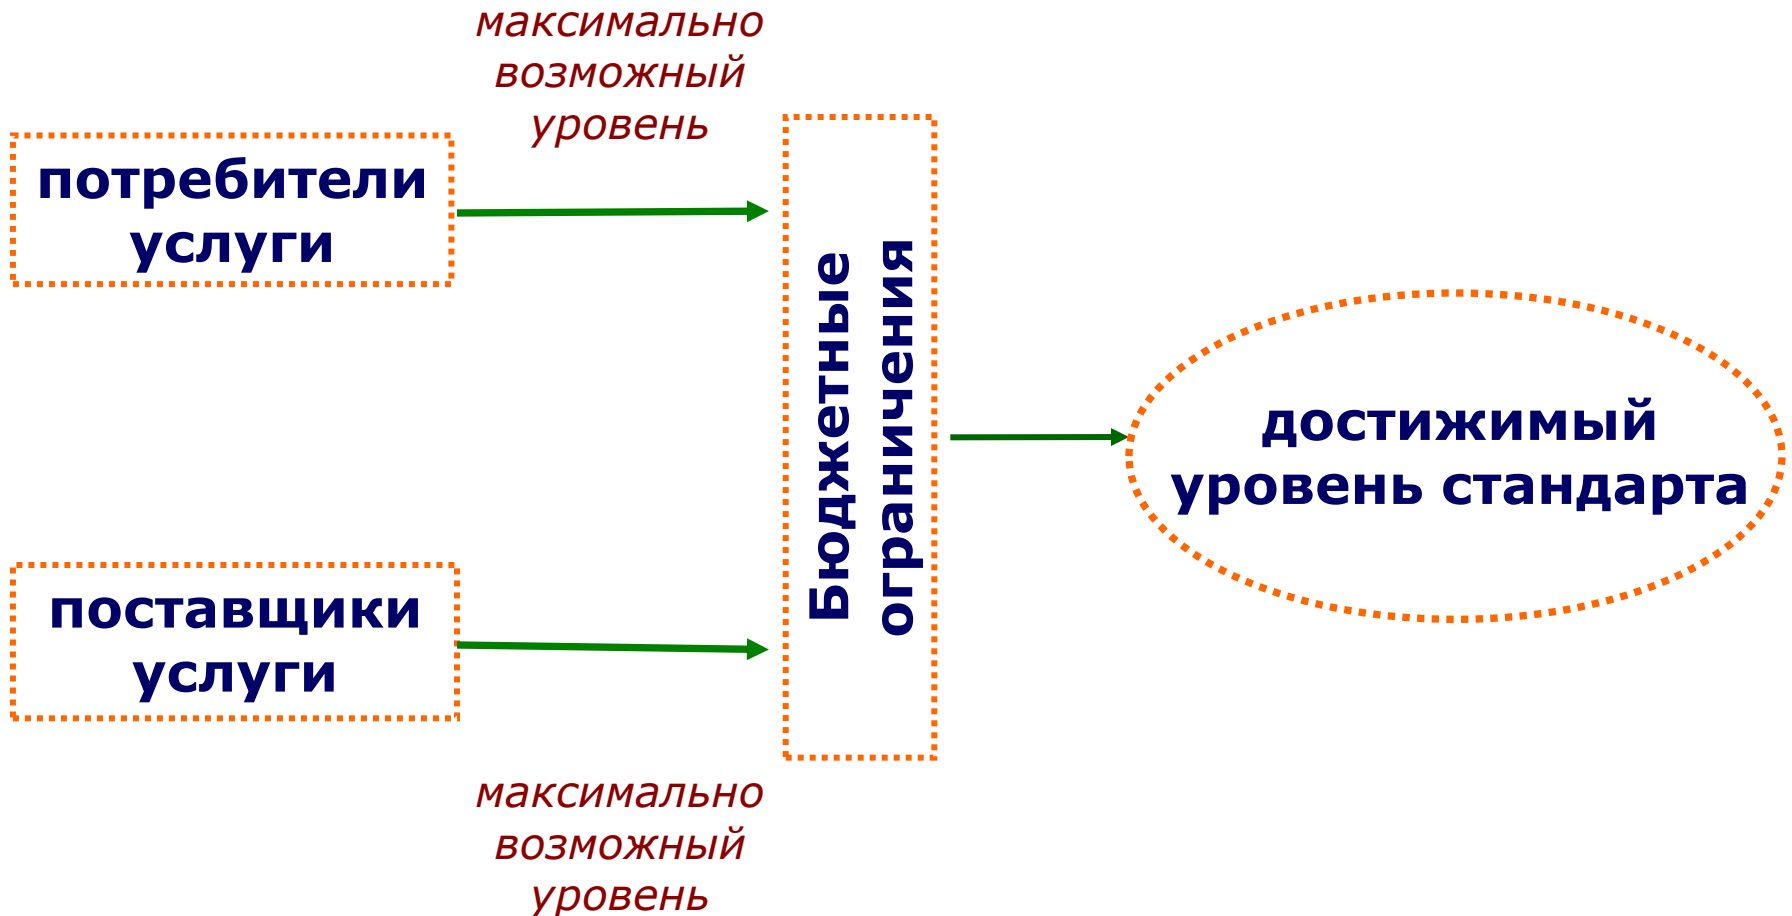 максимально
возможный
уровень
потребители
услуги
Бюджетные
ограничения
достижимый
уровень стандарта
поставщики
услуги
максимально
возможный
уровень